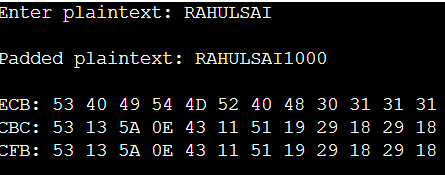 Enter plaintext: RAHULSAI
Padded plaintext: RAHULSAI1000
ECB: 53 40 49 54 4D 52 40 48 30 31 31 31
CBC: 53 13 5A 0E 43 11 51 19 29 18 29 18
CFB: 53 13 5A 0E 43 11 51 19 29 18 29 18